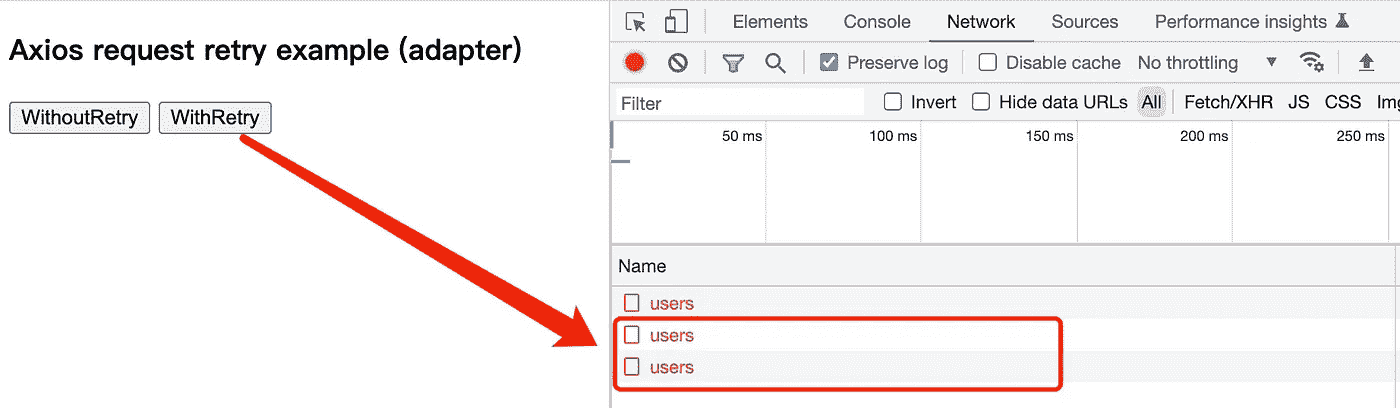 Axios request retry example (adapter)
WithoutRetry WithRetry
Elements Console Network Sources Performance insights
Preserve log Disable cache No throttling
Filter Invert Hide data URLs All Fetch/XHR JS CSS Img
50 ms 100 ms 150 ms 200 ms 250 ms
Name
users
users
users